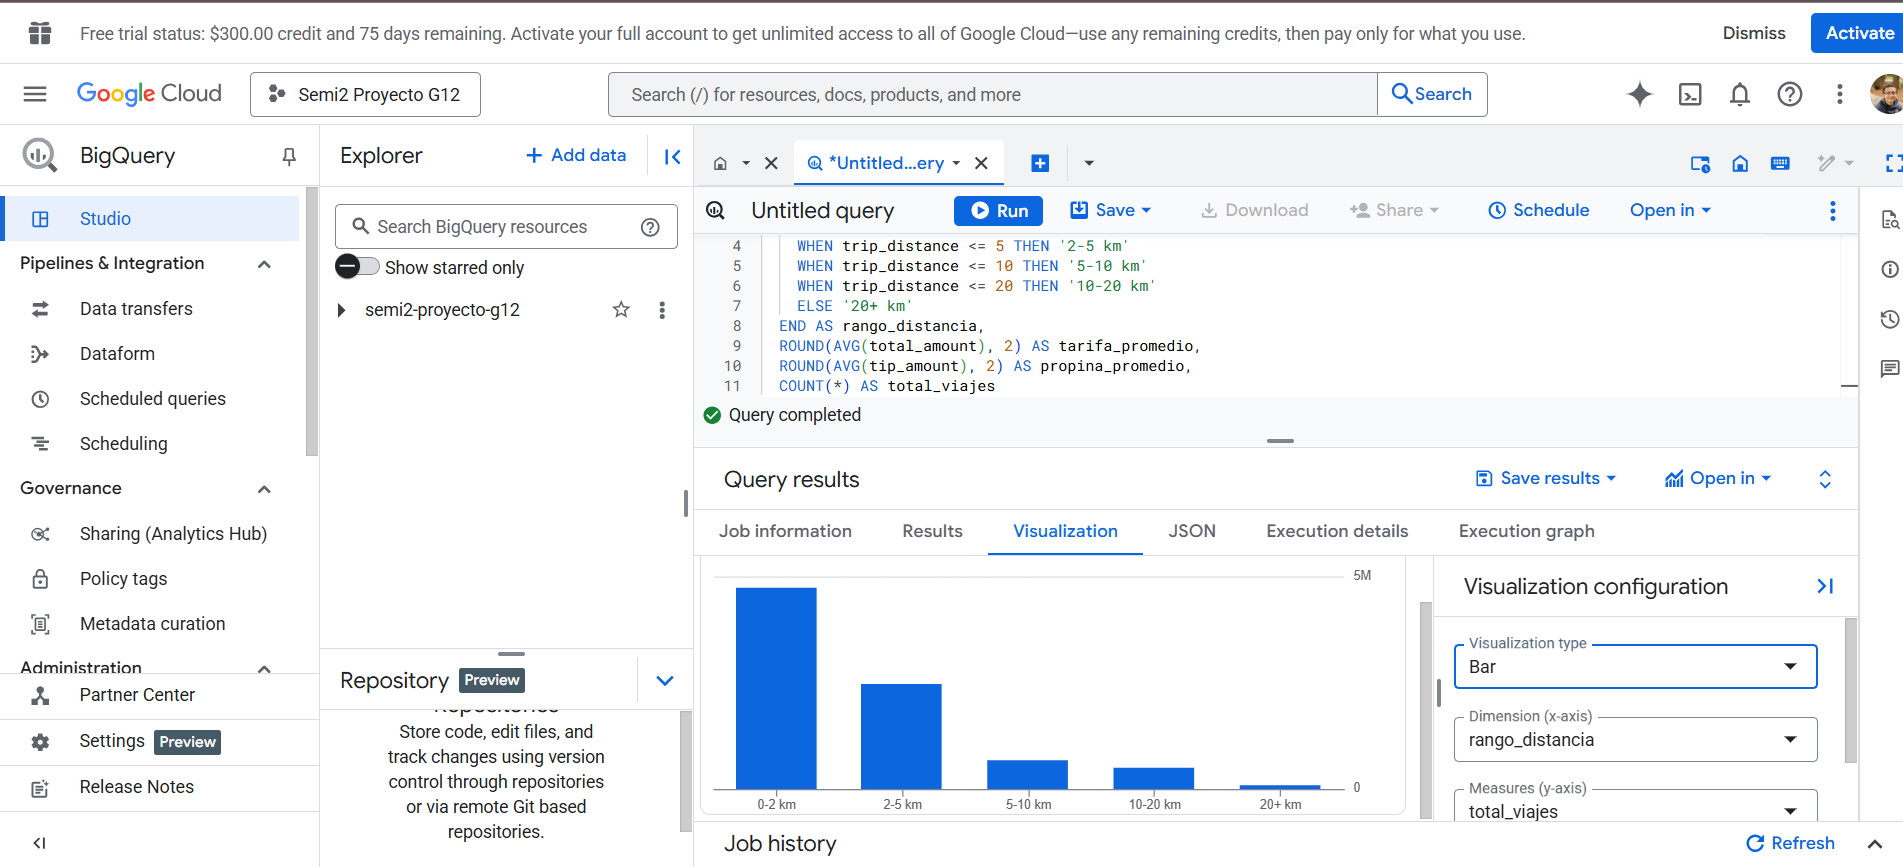 Free trial status: $300.00 credit and 75 days remaining. Activate your full account to get unlimited access to all of Google Cloud—use any remaining credits, then pay only for what you use.
Dismiss
Activate
Google Cloud
Semi2 Proyecto G12
Search (/) for resources, docs, products, and more
Search
BigQuery
Studio
Pipelines & Integration
Data transfers
Dataform
Scheduled queries
Scheduling
Governance
Sharing (Analytics Hub)
Policy tags
Metadata curation
Administration
Partner Center
Settings Preview
Release Notes
Explorer
+ Add data
Search BigQuery resources
Show starred only
semi2-proyecto-g12
Repository Preview
Repositories
Store code, edit files, and
track changes using version
control through repositories
or via remote Git based
repositories.
*Untitled...ery
Untitled query
Run
Save
Download
Share
Schedule
Open in
4 WHEN trip_distance <= 5 THEN '2-5 km'
5 WHEN trip_distance <= 10 THEN '5-10 km'
6 WHEN trip_distance <= 20 THEN '10-20 km'
7 ELSE '20+ km'
8 END AS rango_distancia,
9 ROUND(AVG(total_amount), 2) AS tarifa_promedio,
10 ROUND(AVG(tip_amount), 2) AS propina_promedio,
11 COUNT(*) AS total_viajes
Query completed
Query results
Save results
Open in
Job information
Results
Visualization
JSON
Execution details
Execution graph
5M
0
0-2 km
2-5 km
5-10 km
10-20 km
20+ km
Visualization configuration
Visualization type
Bar
Dimension (x-axis)
rango_distancia
Measures (y-axis)
total_viajes
Job history
Refresh